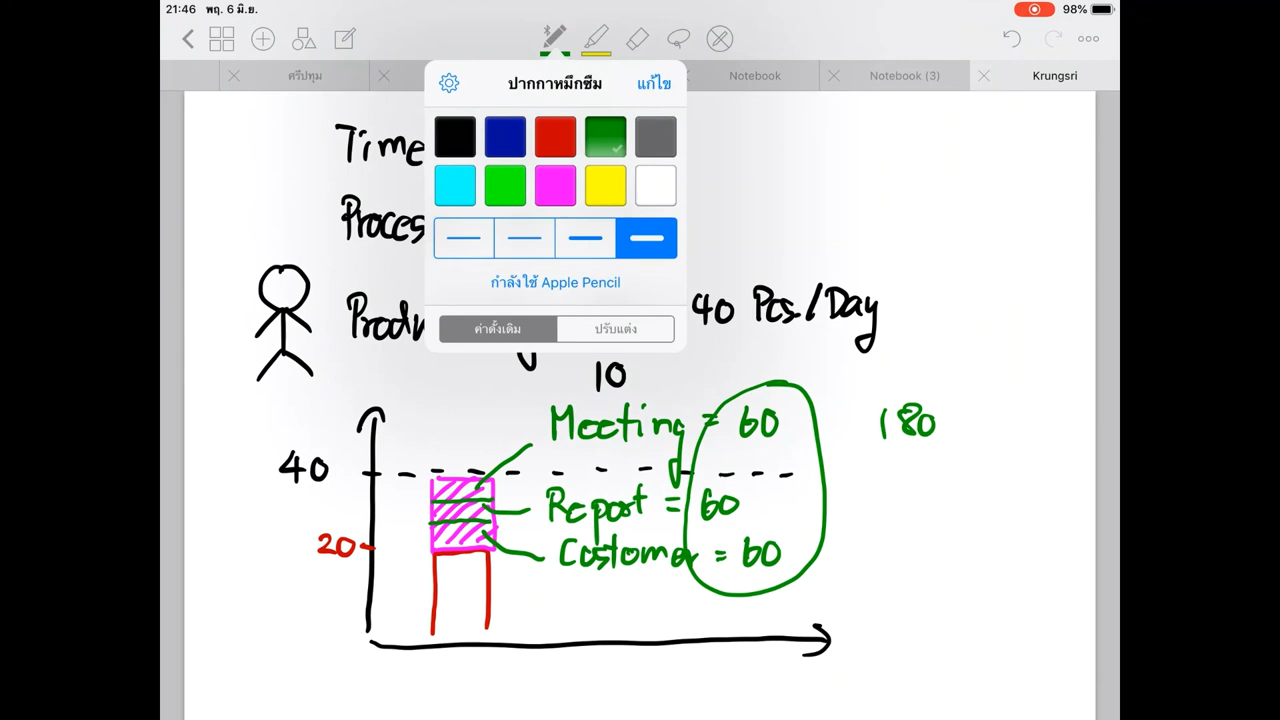 21:46 พฤ. 6 มิ.ย. 98%
ศรีปทุม Notebook Notebook (3) Krungsri
ปากกาหมึกซึม แก้ไข
กำลังใช้ Apple Pencil
ค่าดั้งเดิม ปรับแต่ง
Time
Proces
40 Pcs/Day
10
Meeting = 60 180
40
Report = 60
20
Costomer = 60